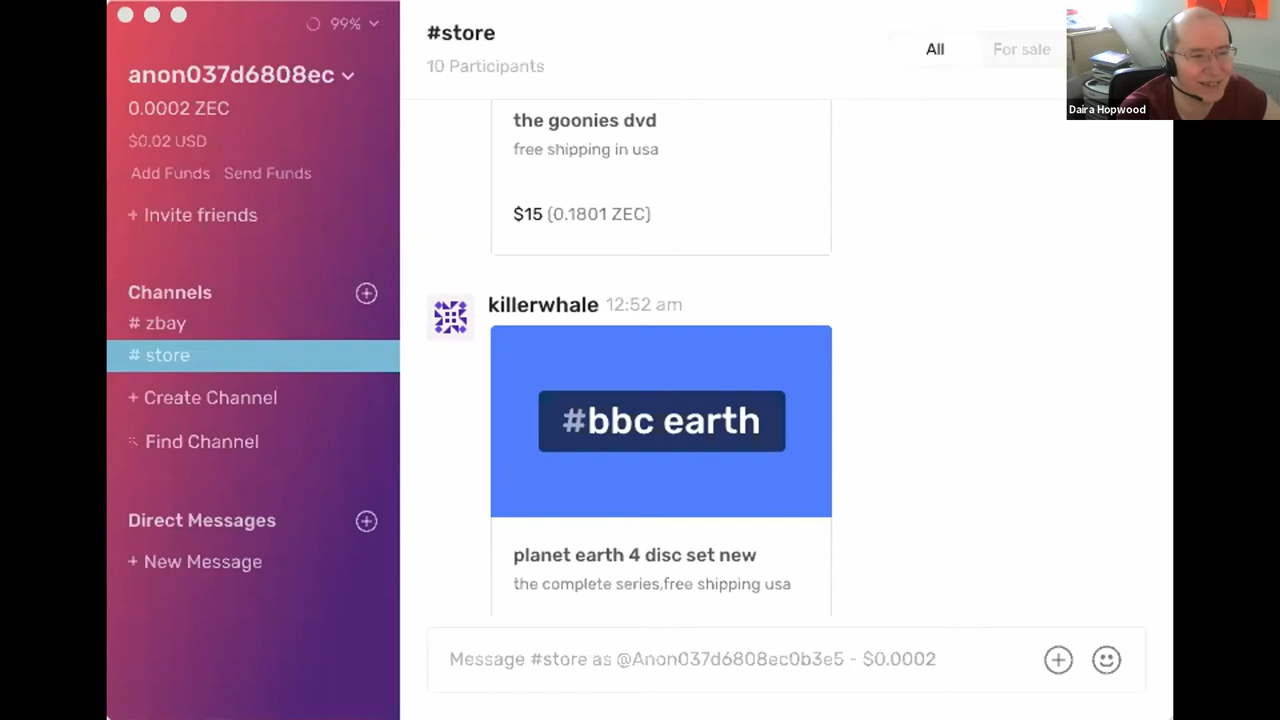 99%
anon037d6808ec
0.0002 ZEC
$0.02 USD
Add Funds Send Funds
+ Invite friends
Channels
# zbay
# store
+ Create Channel
Find Channel
Direct Messages
+ New Message
#store
10 Participants
All For sale
the goonies dvd
free shipping in usa
$15 (0.1801 ZEC)
killerwhale 12:52 am
#bbc earth
planet earth 4 disc set new
the complete series,free shipping usa
Message #store as @Anon037d6808ec0b3e5 - $0.0002
Daira Hopwood